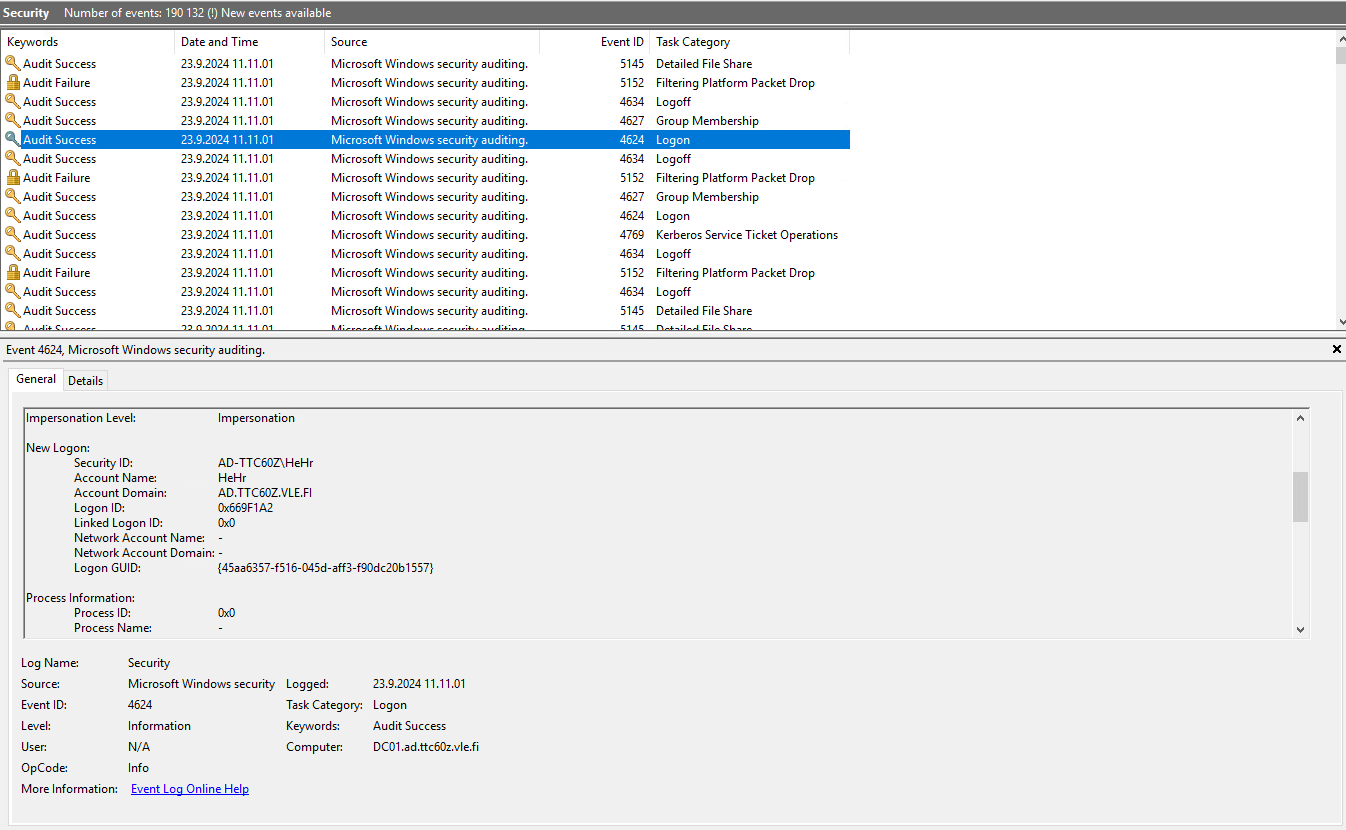 Security Number of events: 190 132 (!) New events available
Keywords Date and Time Source Event ID Task Category
Audit Success 23.9.2024 11.11.01 Microsoft Windows security auditing. 5145 Detailed File Share
Audit Failure 23.9.2024 11.11.01 Microsoft Windows security auditing. 5152 Filtering Platform Packet Drop
Audit Success 23.9.2024 11.11.01 Microsoft Windows security auditing. 4634 Logoff
Audit Success 23.9.2024 11.11.01 Microsoft Windows security auditing. 4627 Group Membership
Audit Success 23.9.2024 11.11.01 Microsoft Windows security auditing. 4624 Logon
Audit Success 23.9.2024 11.11.01 Microsoft Windows security auditing. 4634 Logoff
Audit Failure 23.9.2024 11.11.01 Microsoft Windows security auditing. 5152 Filtering Platform Packet Drop
Audit Success 23.9.2024 11.11.01 Microsoft Windows security auditing. 4627 Group Membership
Audit Success 23.9.2024 11.11.01 Microsoft Windows security auditing. 4624 Logon
Audit Success 23.9.2024 11.11.01 Microsoft Windows security auditing. 4769 Kerberos Service Ticket Operations
Audit Success 23.9.2024 11.11.01 Microsoft Windows security auditing. 4634 Logoff
Audit Failure 23.9.2024 11.11.01 Microsoft Windows security auditing. 5152 Filtering Platform Packet Drop
Audit Success 23.9.2024 11.11.01 Microsoft Windows security auditing. 4634 Logoff
Audit Success 23.9.2024 11.11.01 Microsoft Windows security auditing. 5145 Detailed File Share
Audit Success 23.9.2024 11.11.01 Microsoft Windows security auditing. 5145 Detailed File Share
Event 4624, Microsoft Windows security auditing.
General Details
Impersonation Level: Impersonation
New Logon:
Security ID: AD-TTC60Z\HeHr
Account Name: HeHr
Account Domain: AD.TTC60Z.VLE.FI
Logon ID: 0x669F1A2
Linked Logon ID: 0x0
Network Account Name: -
Network Account Domain: -
Logon GUID: {45aa6357-f516-045d-aff3-f90dc20b1557}
Process Information:
Process ID: 0x0
Process Name: -
Log Name: Security
Source: Microsoft Windows security Logged: 23.9.2024 11.11.01
Event ID: 4624 Task Category: Logon
Level: Information Keywords: Audit Success
User: N/A Computer: DC01.ad.ttc60z.vle.fi
OpCode: Info
More Information: Event Log Online Help